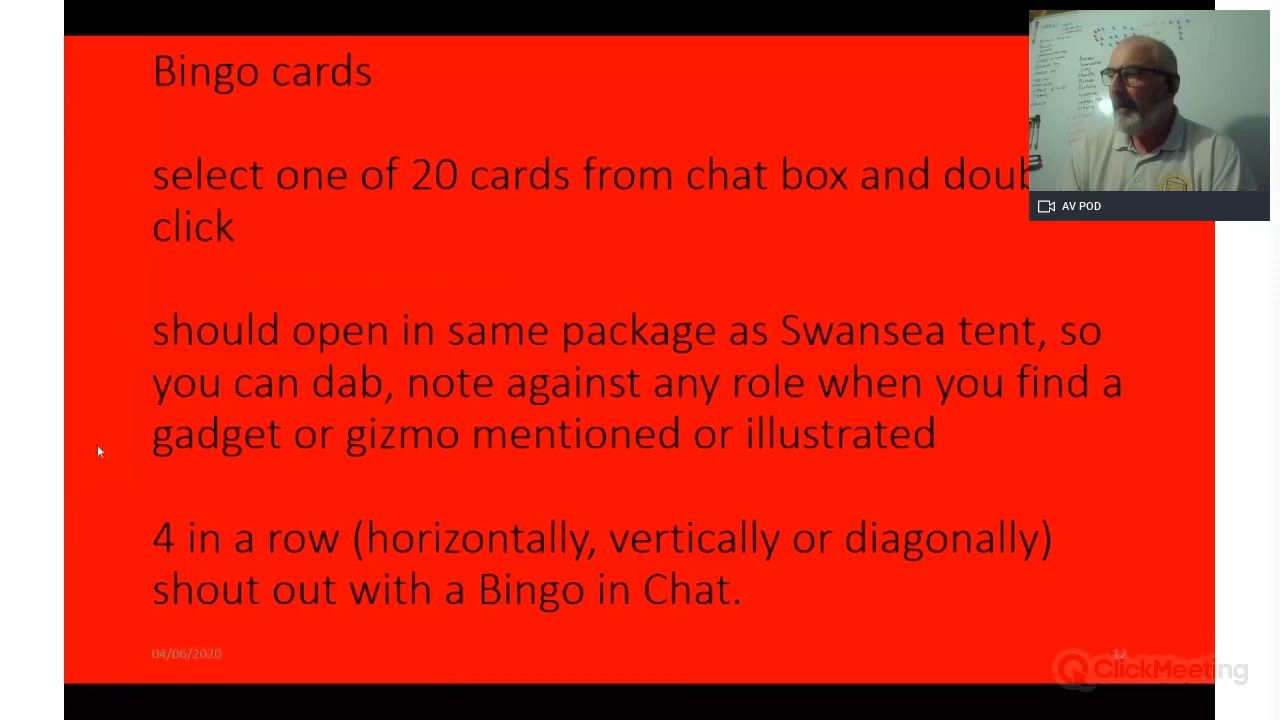 Bingo cards
select one of 20 cards from chat box and doub
click
should open in same package as Swansea tent, so
you can dab, note against any role when you find a
gadget or gizmo mentioned or illustrated
4 in a row (horizontally, vertically or diagonally)
shout out with a Bingo in Chat.
04/06/2020
12
AV POD
ClickMeeting